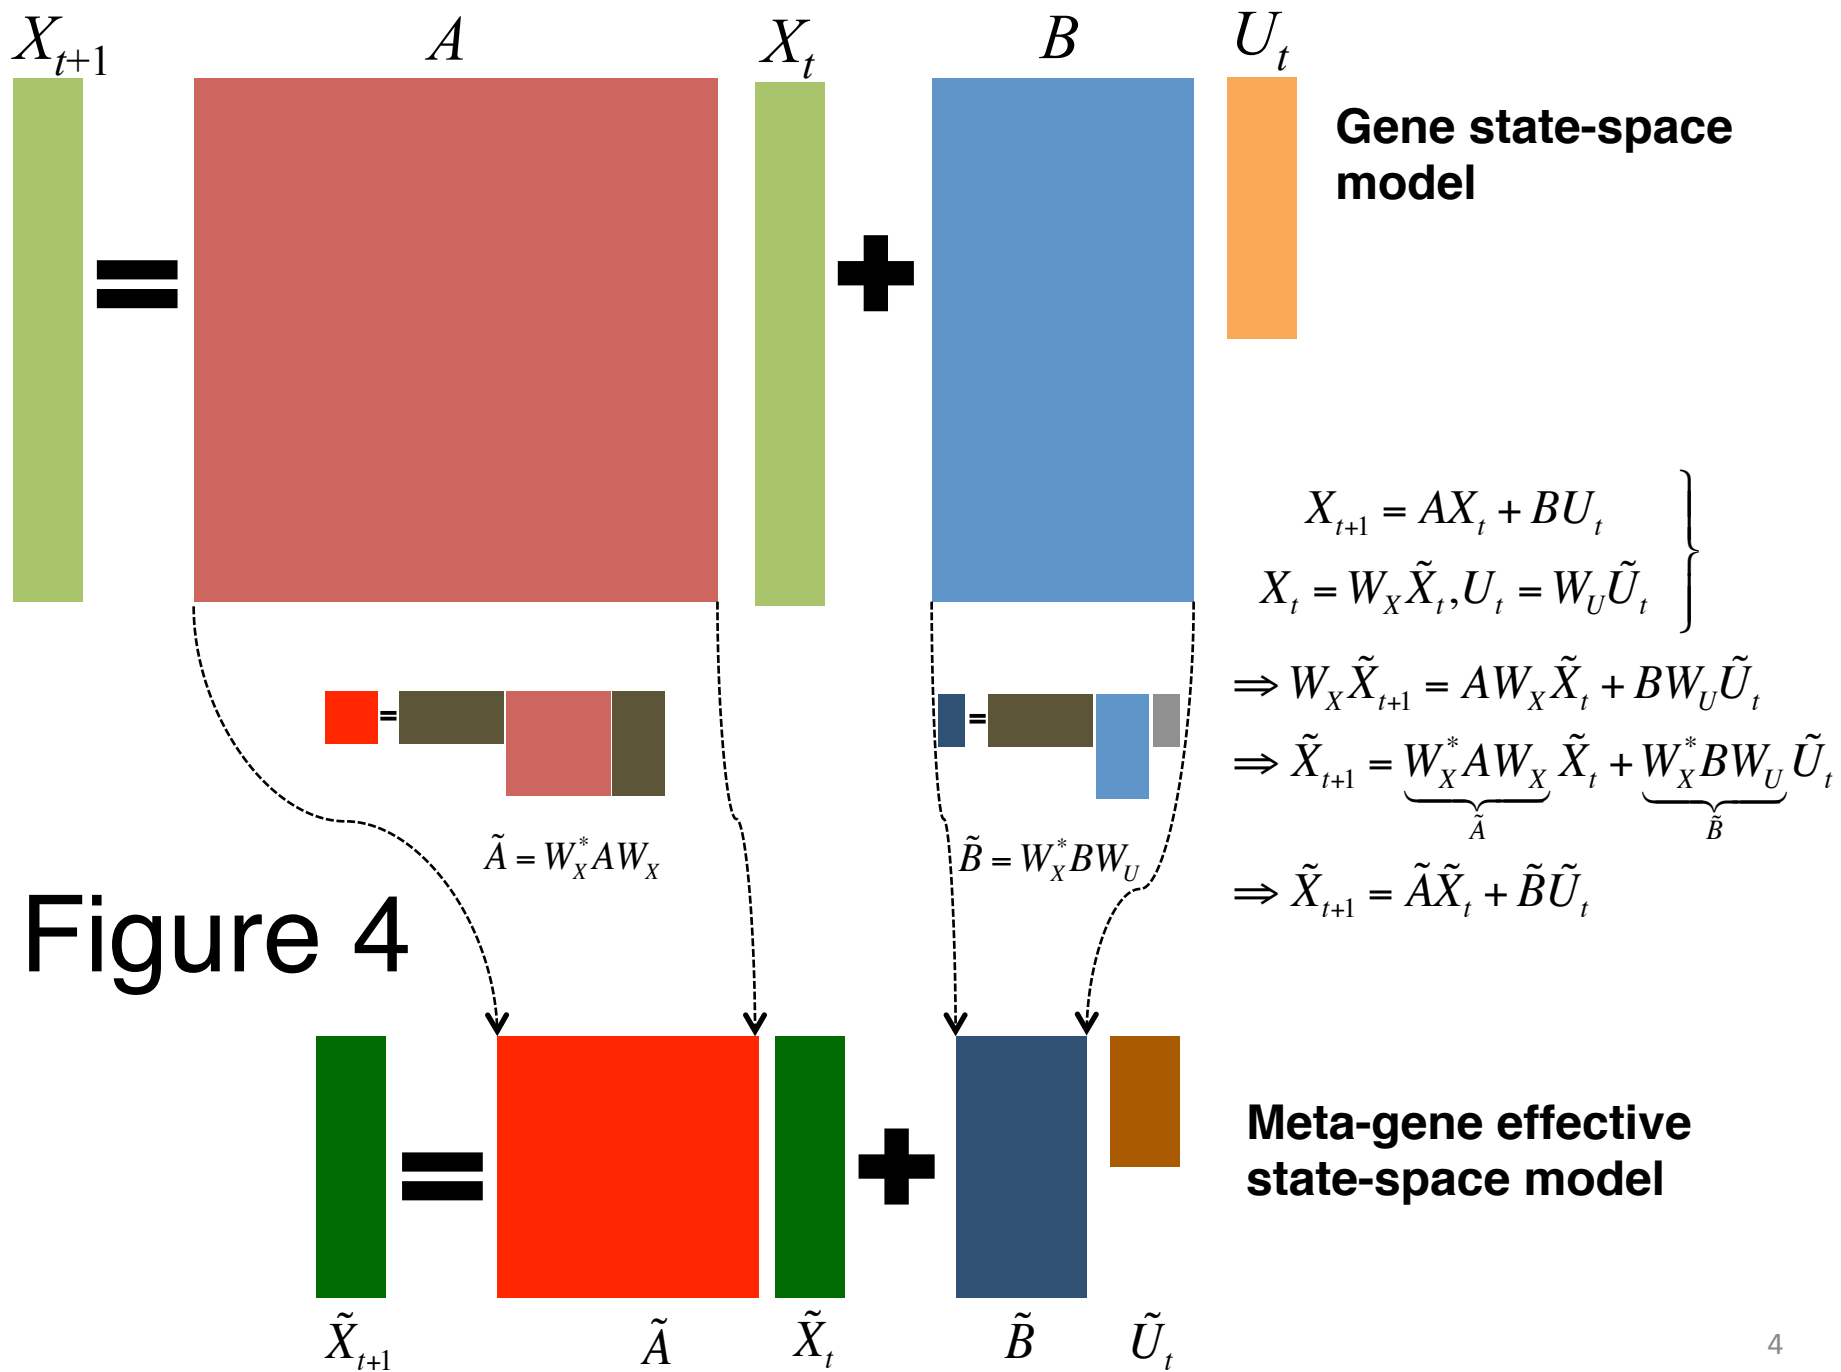 X_{t+1} A X_t B U_t
=
+
Gene state-space
model
X_{t+1} = AX_t + BU_t
X_t = W_X X̃_t, U_t = W_U Ũ_t }
⇒ W_X X̃_{t+1} = AW_X X̃_t + BW_U Ũ_t
⇒ X̃_{t+1} = W_X^* AW_X X̃_t + W_X^* BW_U Ũ_t
Ã B̃
⇒ X̃_{t+1} = ÃX̃_t + B̃Ũ_t
= =
Ã = W_X^* AW_X
B̃ = W_X^* BW_U
Figure 4
=
+
Meta-gene effective
state-space model
X̃_{t+1} Ã X̃_t B̃ Ũ_t
4